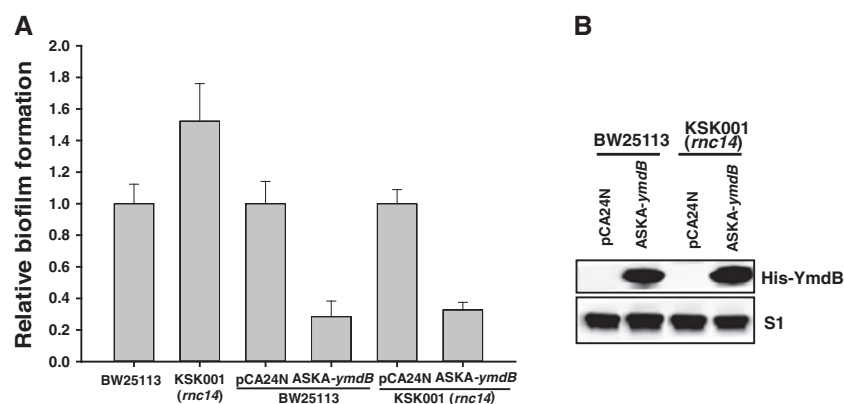 A
Relative biofilm formation
2.0
1.8
1.6
1.4
1.2
1.0
0.8
0.6
0.4
0.2
0.0
BW25113
KSK001
(rnc14)
pCA24N ASKA-ymdB
BW25113
pCA24N ASKA-ymdB
KSK001 (rnc14)
B
BW25113
KSK001
(rnc14)
pCA24N
ASKA-ymdB
pCA24N
ASKA-ymdB
His-YmdB
S1